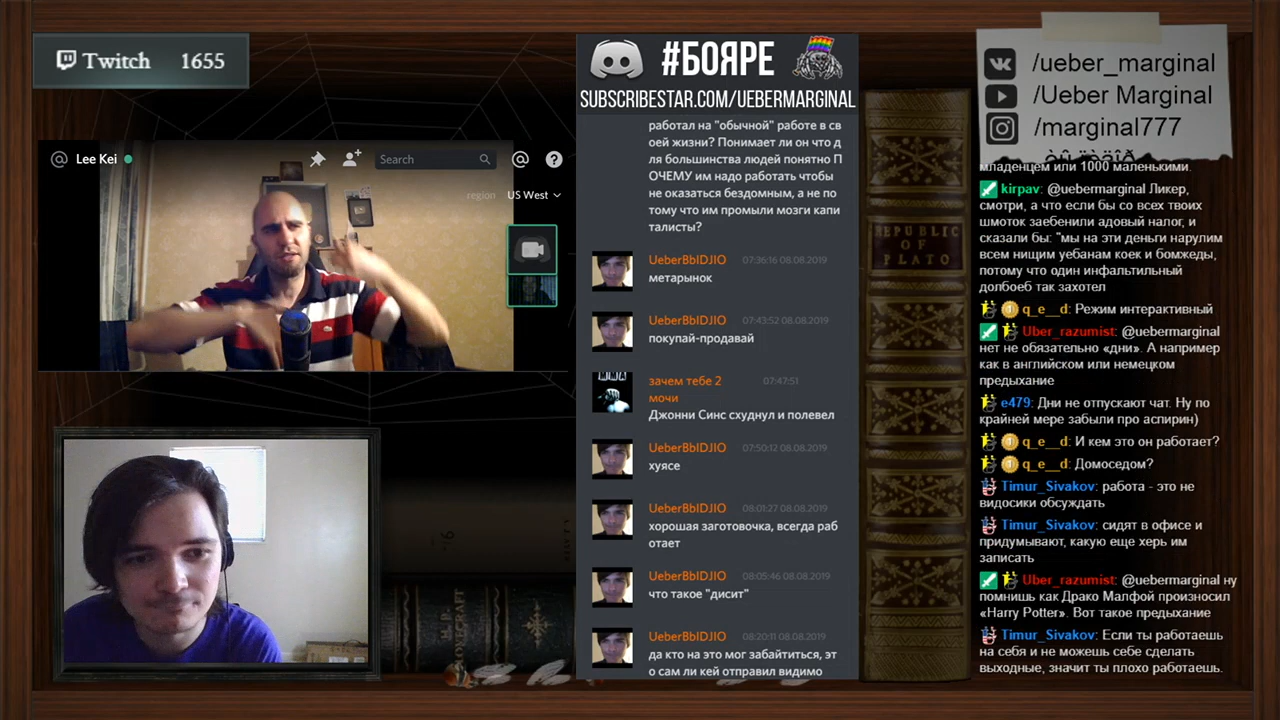 Twitch 1655
@ Lee Kei
Search
region US West
#БОЯРЕ
SUBSCRIBESTAR.COM/UEBERMARGINAL
работал на "обычной" работе в св
оей жизни? Понимает ли он что д
ля большинства людей понятно П
ОЧЕМУ им надо работать чтобы
не оказаться бездомным, а не по
тому что им промыли мозги капи
талисты?
UeberBbIDJIO 07:36:16 08.08.2019
метарынок
UeberBbIDJIO 07:43:52 08.08.2019
покупай-продавай
зачем тебе 2 07:47:51
мочи
Джонни Синс схуднул и полевел
UeberBbIDJIO 07:50:12 08.08.2019
хуясе
UeberBbIDJIO 08:01:27 08.08.2019
хорошая заготовочка, всегда раб
отает
UeberBbIDJIO 08:05:46 08.08.2019
что такое "дисит"
UeberBbIDJIO 08:20:11 08.08.2019
да кто на это мог забайтиться, эт
о сам ли кей отправил видимо
REPUBLIC
OF
PLATO
H.P.
LOVECRAFT
/ueber_marginal
/Ueber Marginal
/marginal777
младенцем или 1000 маленькими.
kirpav: @uebermarginal Ликер,
смотри, а что если бы со всех твоих
шмоток заебенили адовый налог, и
сказали бы: "мы на эти деньги нарулим
всем нищим уебанам коек и бомжеды,
потому что один инфальтильный
долбоеб так захотел
q_e__d: Режим интерактивный
Uber_razumist: @uebermarginal
нет не обязательно «дни». А например
как в английском или немецком
предыхание
e479: Дни не отпускают чат. Ну по
крайней мере забыли про аспирин)
q_e__d: И кем это он работает?
q_e__d: Домоседом?
Timur_Sivakov: работа - это не
видосики обсуждать
Timur_Sivakov: сидят в офисе и
придумывают, какую еще херь им
записать
Uber_razumist: @uebermarginal ну
помнишь как Драко Малфой произносил
«Harry Potter». Вот такое предыхание
Timur_Sivakov: Если ты работаешь
на себя и не можешь себе сделать
выходные, значит ты плохо работаешь.